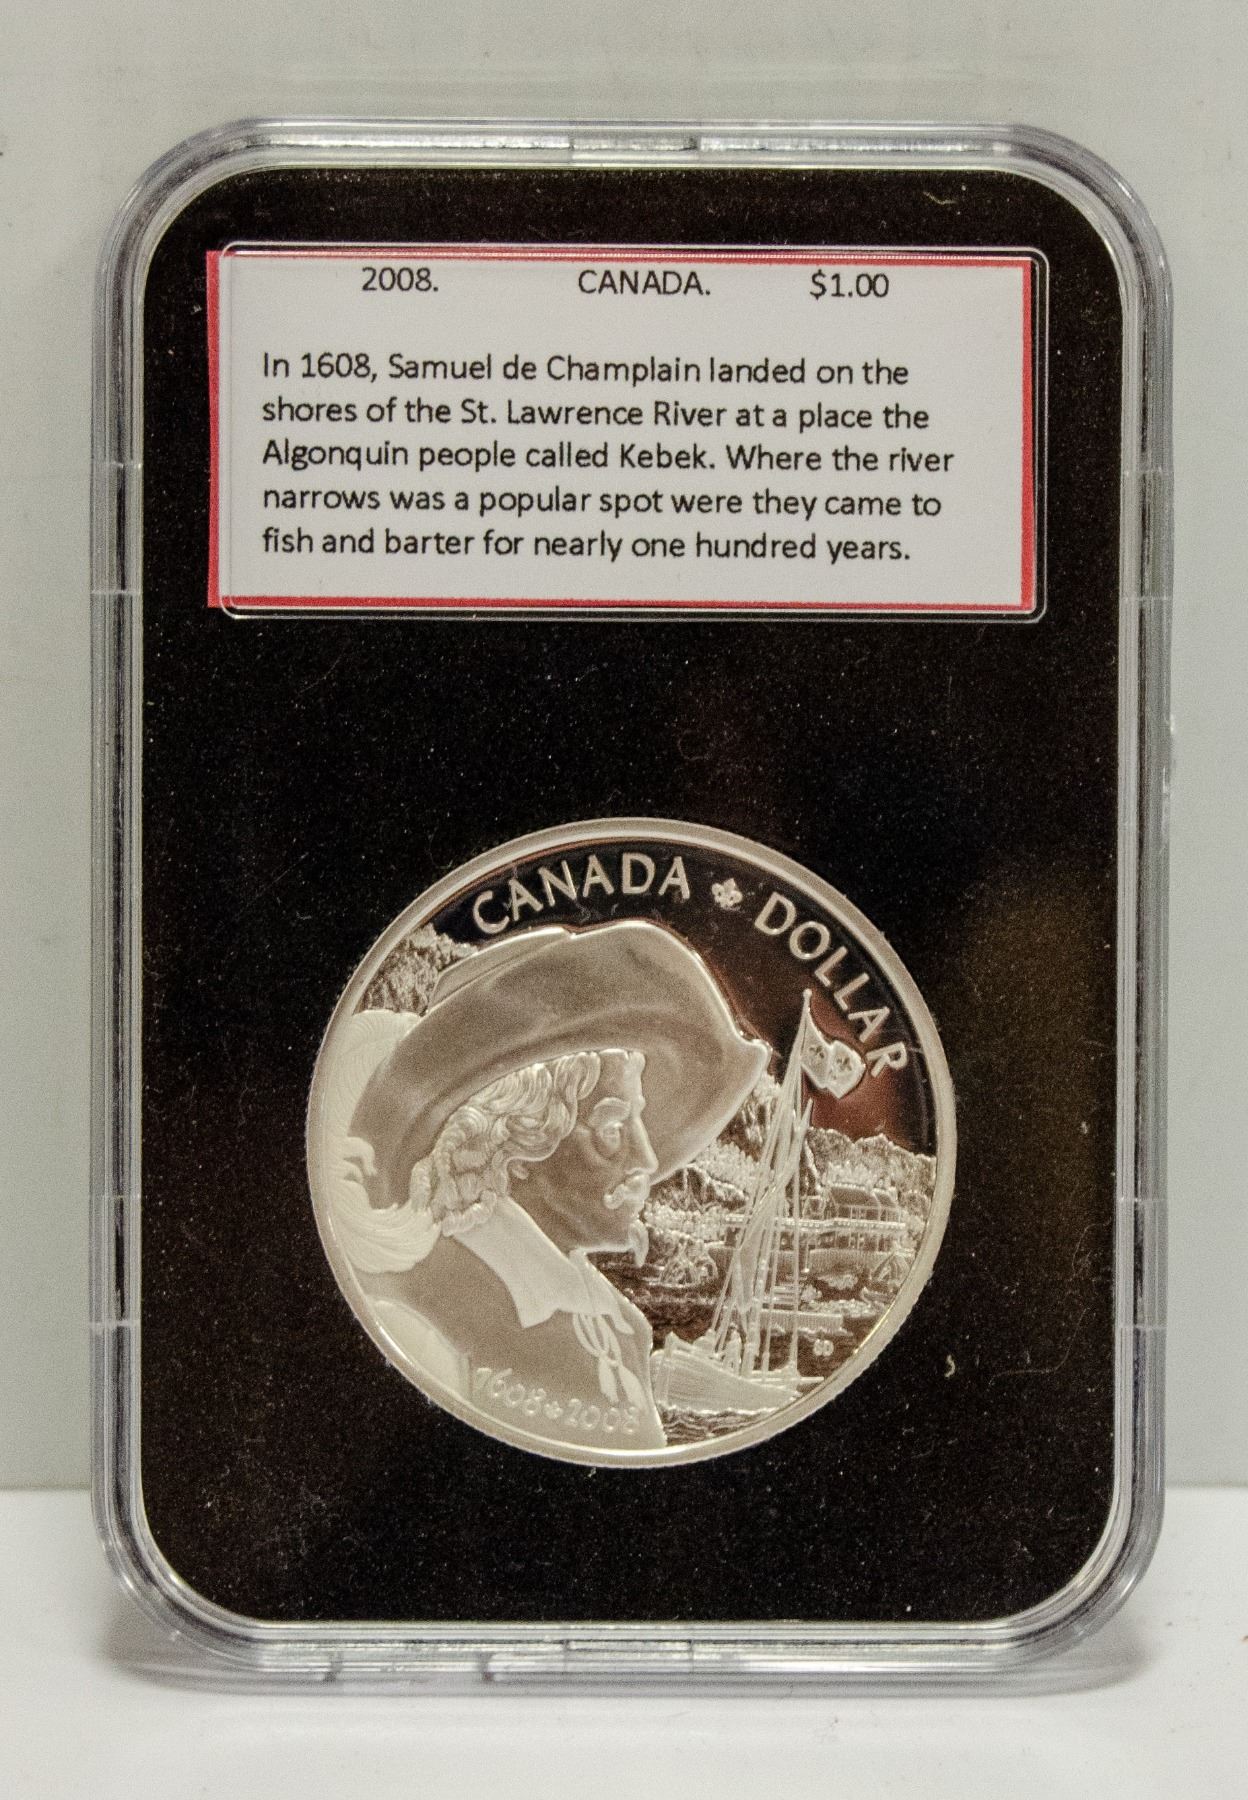 2008. CANADA. $1.00
In 1608, Samuel de Champlain landed on the
shores of the St. Lawrence River at a place the
Algonquin people called Kebek. Where the river
narrows was a popular spot were they came to
fish and barter for nearly one hundred years.
CANADA DOLLAR
GD
1608 2008